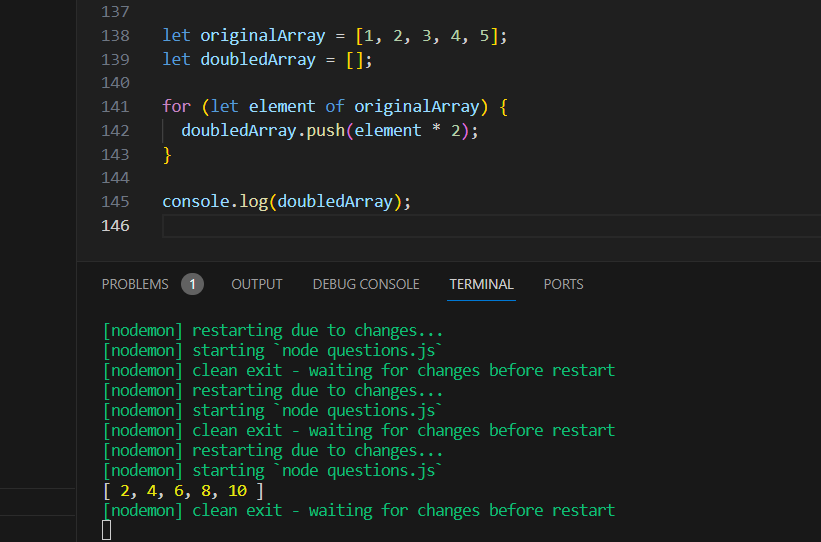 137
138 let originalArray = [1, 2, 3, 4, 5];
139 let doubledArray = [];
140
141 for (let element of originalArray) {
142   doubledArray.push(element * 2);
143 }
144
145 console.log(doubledArray);
146
PROBLEMS 1 OUTPUT DEBUG CONSOLE TERMINAL PORTS
[nodemon] restarting due to changes...
[nodemon] starting `node questions.js`
[nodemon] clean exit - waiting for changes before restart
[nodemon] restarting due to changes...
[nodemon] starting `node questions.js`
[nodemon] clean exit - waiting for changes before restart
[nodemon] restarting due to changes...
[nodemon] starting `node questions.js`
[ 2, 4, 6, 8, 10 ]
[nodemon] clean exit - waiting for changes before restart